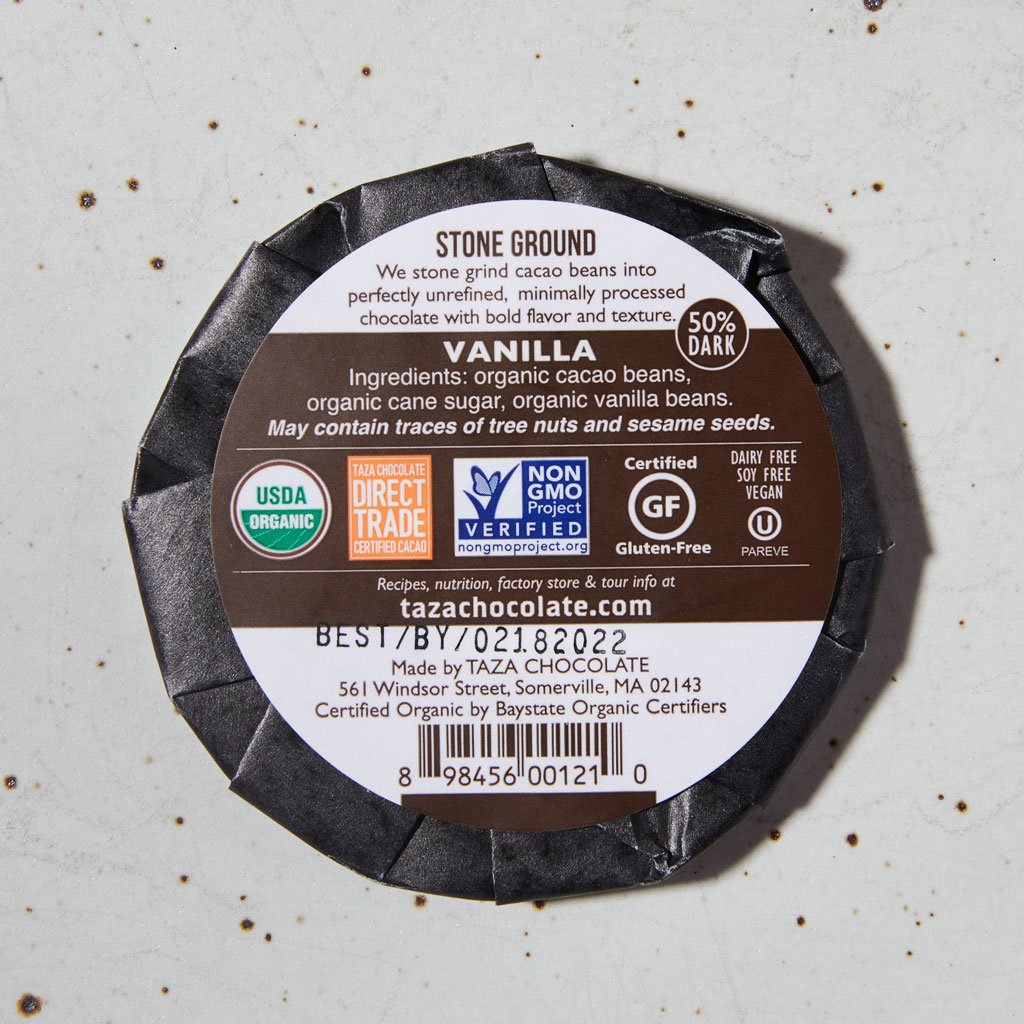 STONE GROUND
We stone grind cacao beans into
perfectly unrefined, minimally processed
chocolate with bold flavor and texture.
50%
DARK
VANILLA
Ingredients: organic cacao beans,
organic cane sugar, organic vanilla beans.
May contain traces of tree nuts and sesame seeds.
USDA
ORGANIC
TAZA CHOCOLATE
DIRECT
TRADE
CERTIFIED CACAO
NON
GMO
Project
VERIFIED
nongmoproject.org
Certified
GF
Gluten-Free
DAIRY FREE
SOY FREE
VEGAN
U
PAREVE
Recipes, nutrition, factory store & tour info at
tazachocolate.com
BEST/BY/02182022
Made by TAZA CHOCOLATE
561 Windsor Street, Somerville, MA 02143
Certified Organic by Baystate Organic Certifiers
8 98456 00121 0